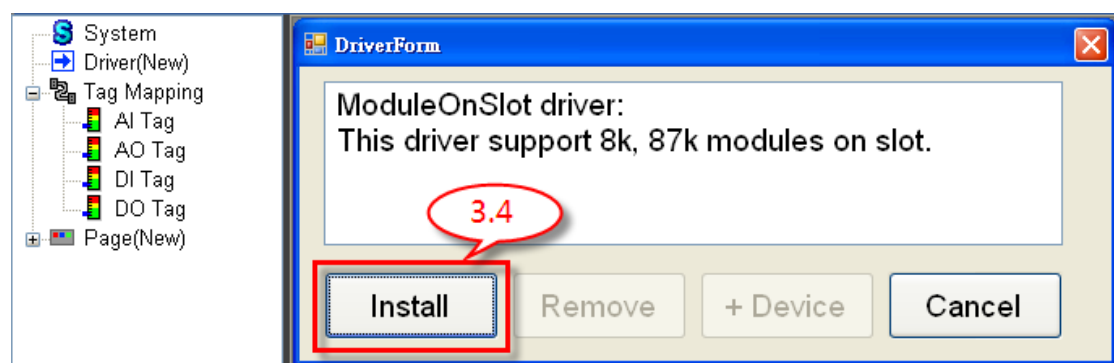 System
Driver(New)
Tag Mapping
AI Tag
AO Tag
DI Tag
DO Tag
Page(New)
DriverForm
ModuleOnSlot driver:
This driver support 8k, 87k modules on slot.
3.4
Install
Remove
+ Device
Cancel